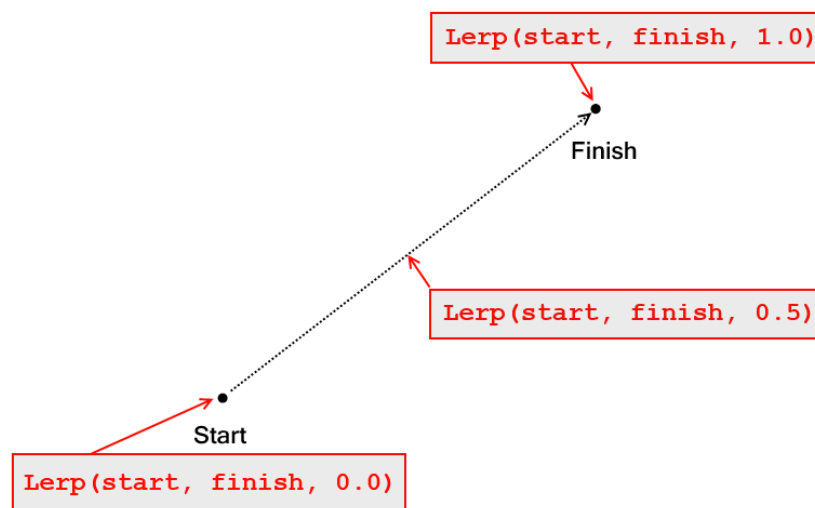 Lerp(start, finish, 1.0)
Finish
Lerp(start, finish, 0.5)
Start
Lerp(start, finish, 0.0)